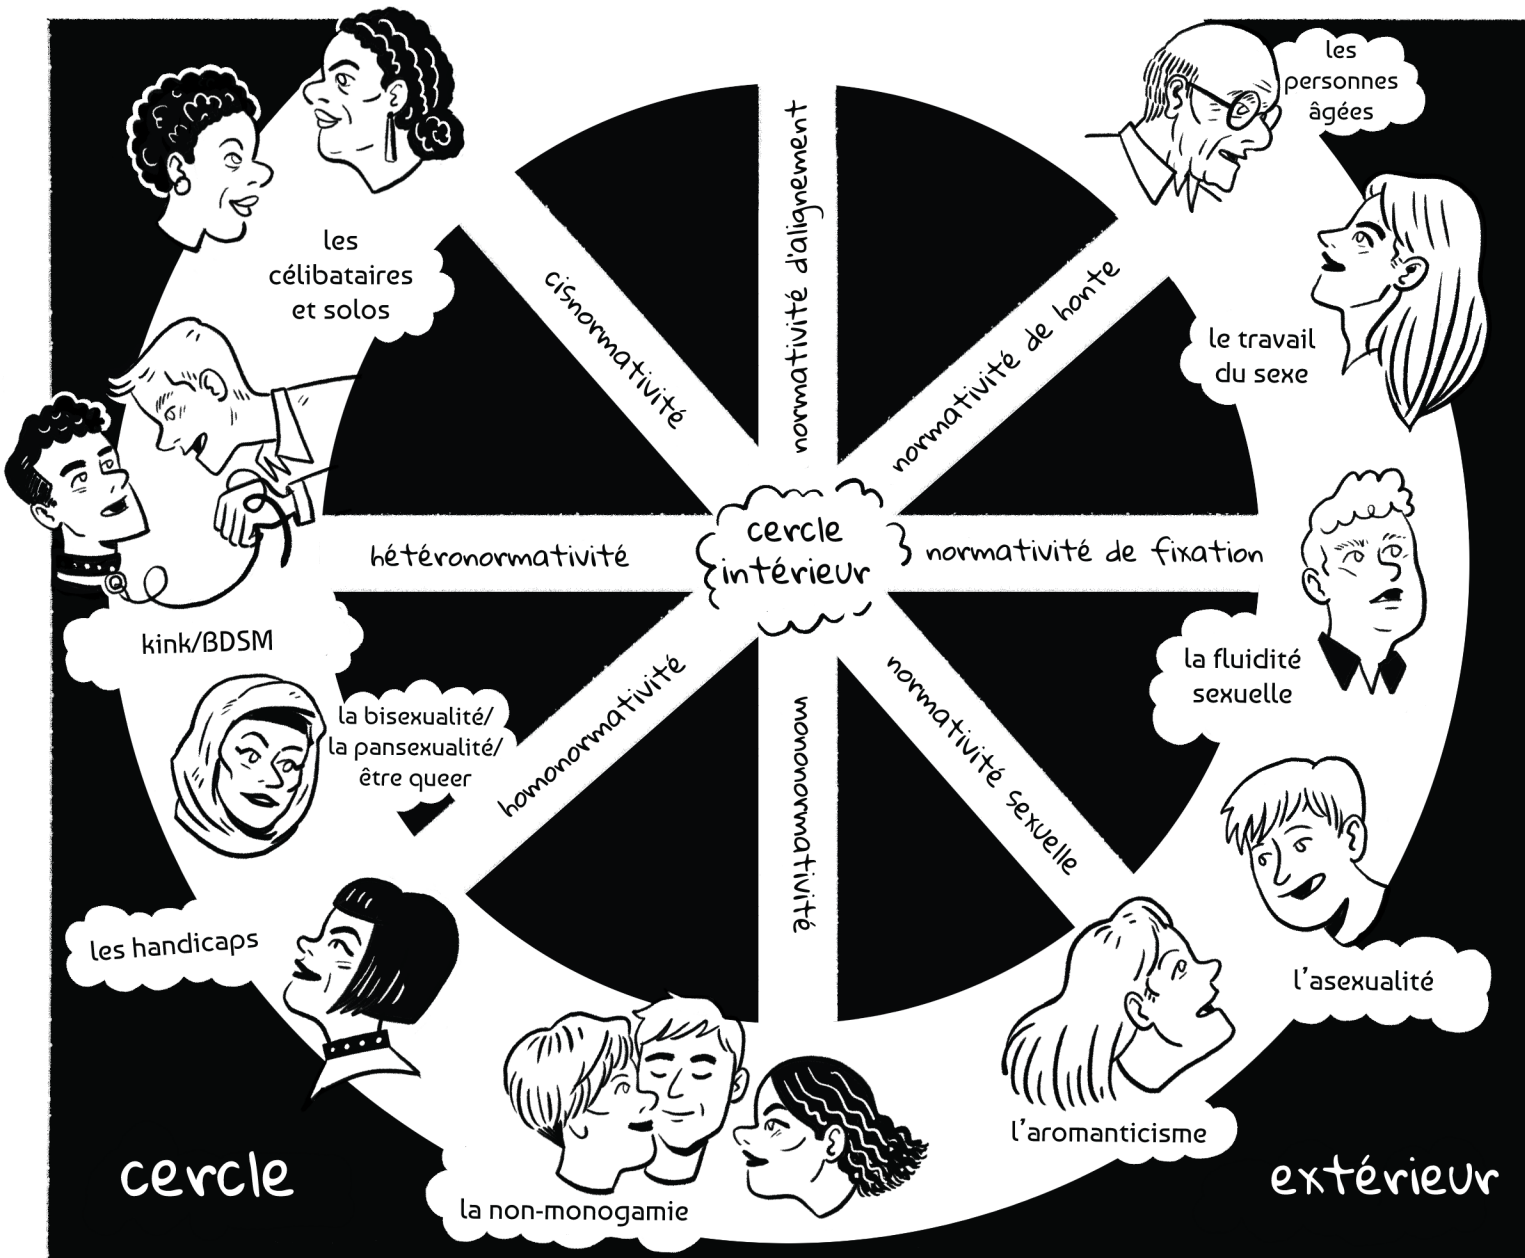 les
personnes
âgées
les
célibataires
et solos
le travail
du sexe
cisnormativité
normativité d'alignement
normativité de honte
hétéronormativité
cercle
intérieur
normativité de fixation
kink/BDSM
la fluidité
sexuelle
la bisexualité/
la pansexualité/
être queer
homonormativité
mononormativité
normativité sexuelle
les handicaps
l'asexualité
l'aromanticisme
la non-monogamie
cercle
extérieur